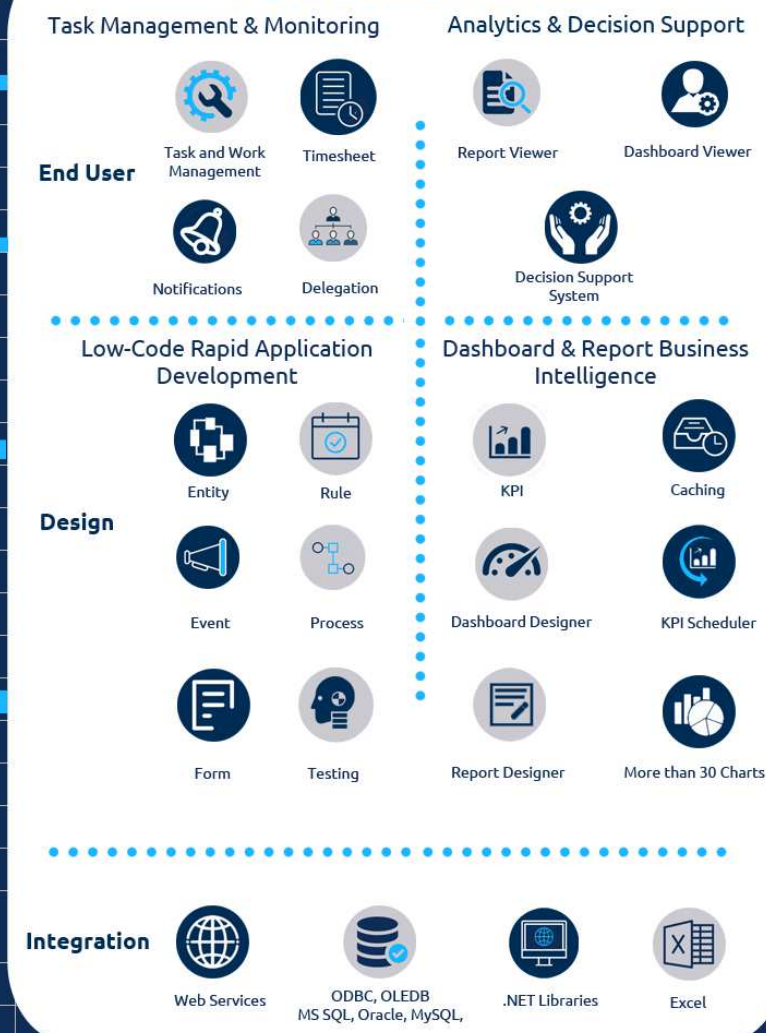 Task Management & Monitoring
Analytics & Decision Support
End User
Task and Work
Management
Timesheet
Notifications
Delegation
Report Viewer
Dashboard Viewer
Decision Support
System
Low-Code Rapid Application
Development
Dashboard & Report Business
Intelligence
Design
Entity
Rule
Event
Process
Form
Testing
KPI
Caching
Dashboard Designer
KPI Scheduler
Report Designer
More than 30 Charts
Integration
Web Services
ODBC, OLEDB
MS SQL, Oracle, MySQL,
.NET Libraries
X
Excel